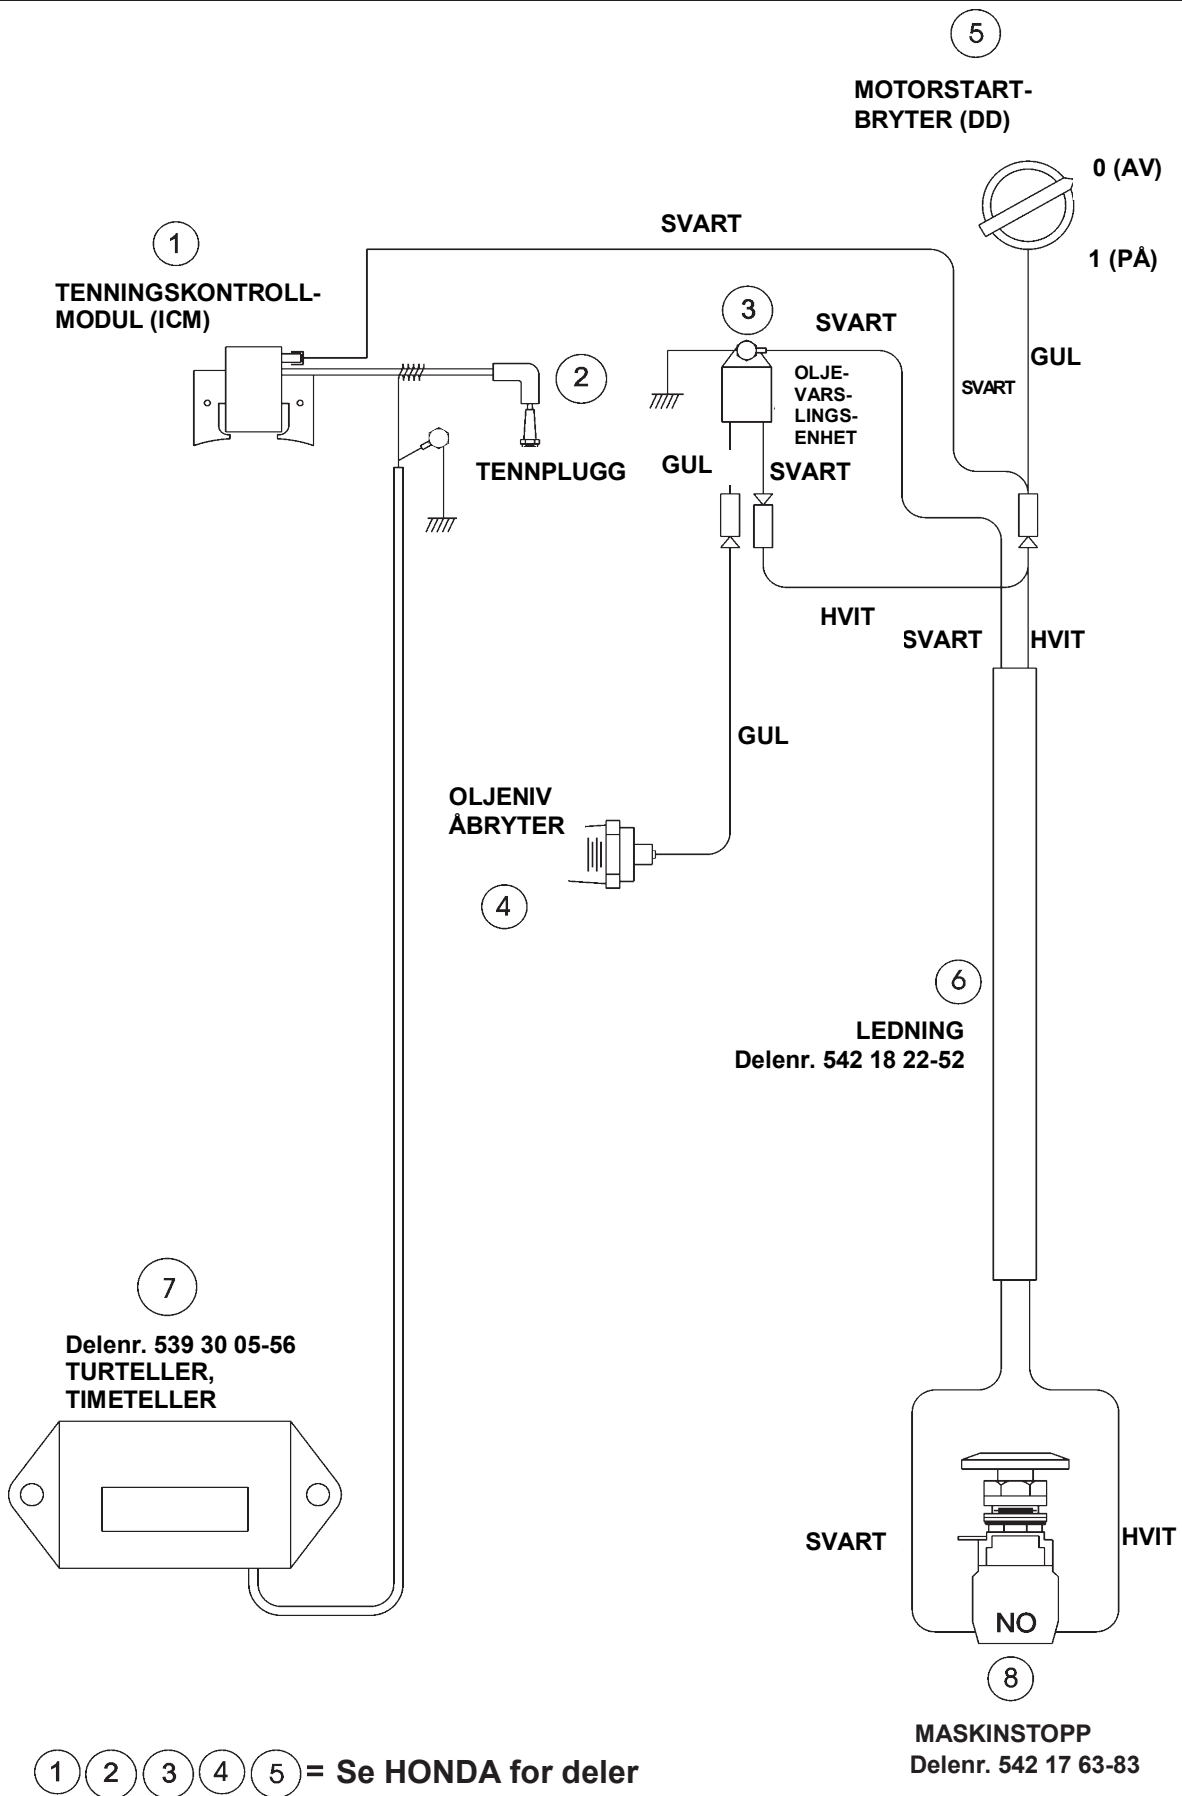 5
MOTORSTART-
BRYTER (DD)
0 (AV)
1 (PÅ)
SVART
1
TENNINGSKONTROLL-
MODUL (ICM)
3
SVART
GUL
OLJE-
VARS-
LINGS-
ENHET
SVART
2
TENNPLUGG
GUL
SVART
HVIT
SVART
HVIT
GUL
OLJENIV
ÅBRYTER
4
6
LEDNING
Delenr. 542 18 22-52
7
Delenr. 539 30 05-56
TURTELLER,
TIMETELLER
SVART
HVIT
NO
8
MASKINSTOPP
Delenr. 542 17 63-83
1 2 3 4 5 = Se HONDA for deler